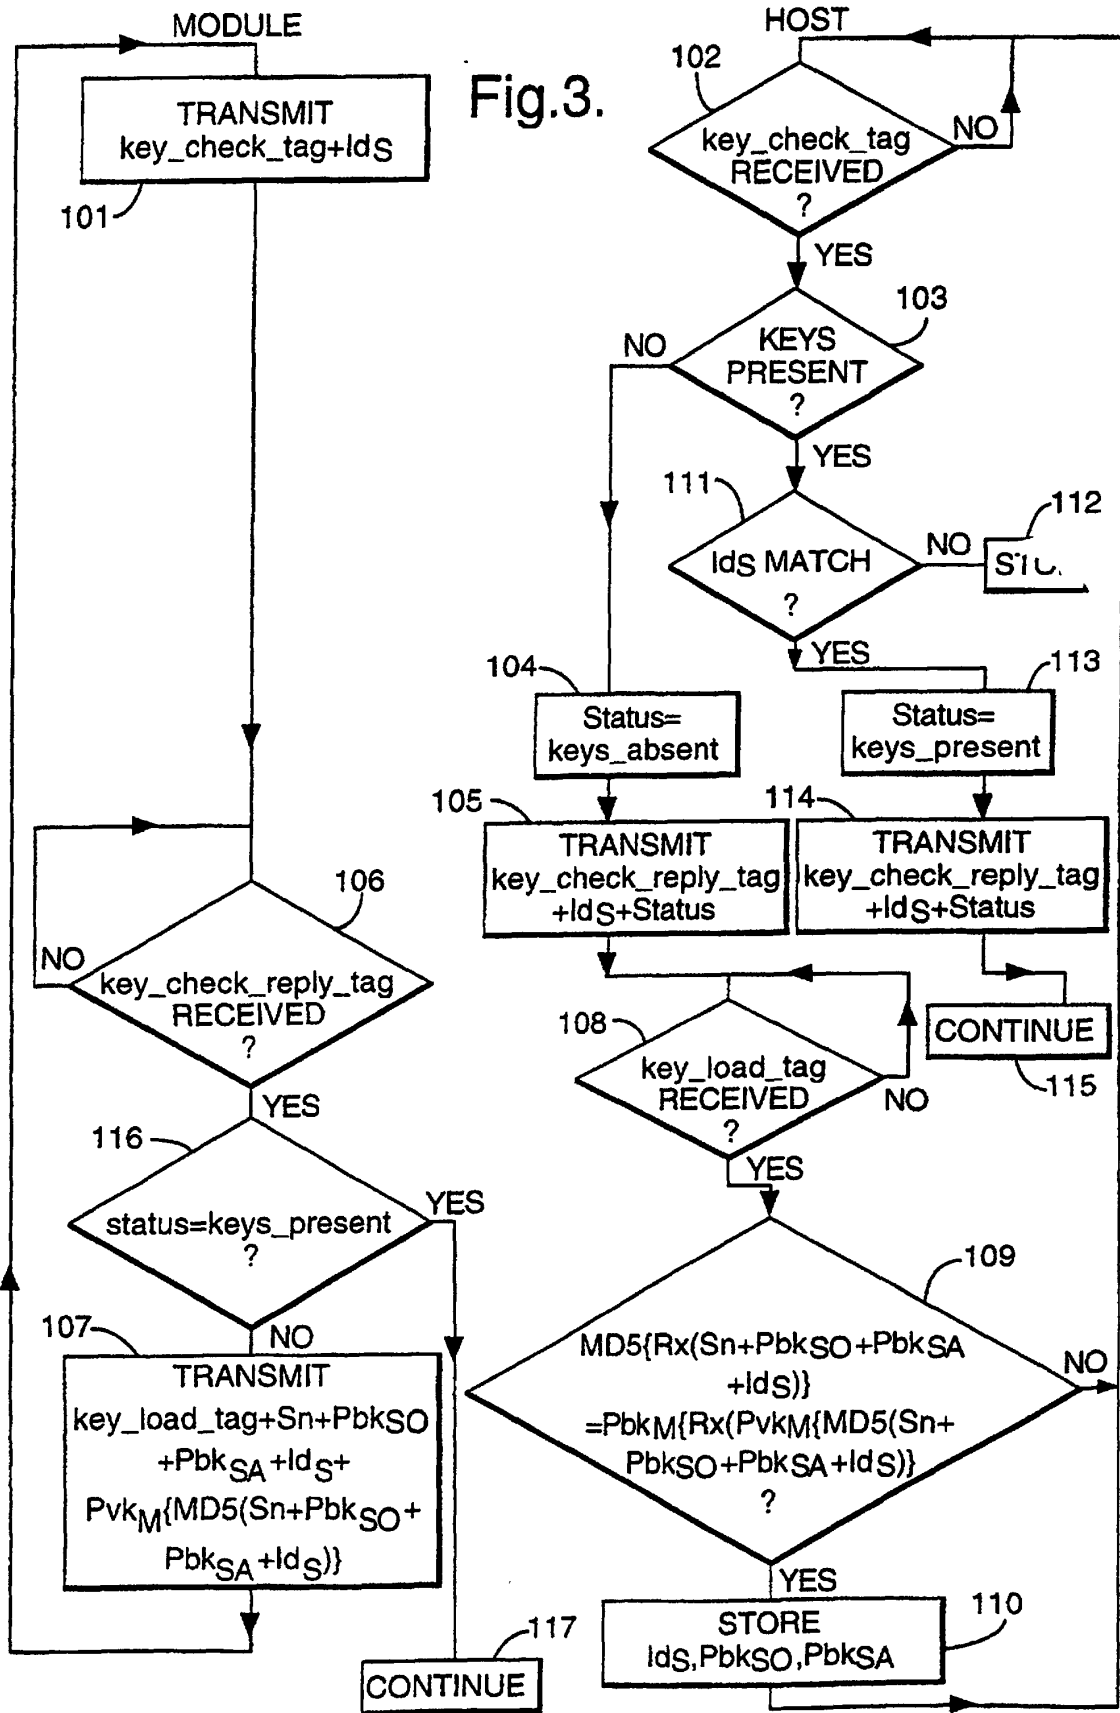 MODULE
TRANSMIT
key_check_tag+IdS
101
Fig.3.
HOST
102
key_check_tag
RECEIVED
?
NO
YES
103
KEYS
PRESENT
?
NO
YES
111
IdS MATCH
?
NO
112
YES
104
Status=
keys_absent
113
Status=
keys_present
105
TRANSMIT
key_check_reply_tag
+IdS+Status
114
TRANSMIT
key_check_reply_tag
+IdS+Status
106
key_check_reply_tag
RECEIVED
?
NO
YES
108
key_load_tag
RECEIVED
?
NO
YES
CONTINUE
115
116
status=keys_present
?
YES
NO
107
TRANSMIT
key_load_tag+Sn+PbkSO
+PbkSA+IdS+
PvkM{MD5(Sn+PbkSO+
PbkSA+IdS)}
117
CONTINUE
109
MD5{Rx(Sn+PbkSO+PbkSA
+IdS)}
=PbkM{Rx(PvkM{MD5(Sn+
PbkSO+PbkSA+IdS)}
?
NO
YES
110
STORE
IdS,PbkSO,PbkSA